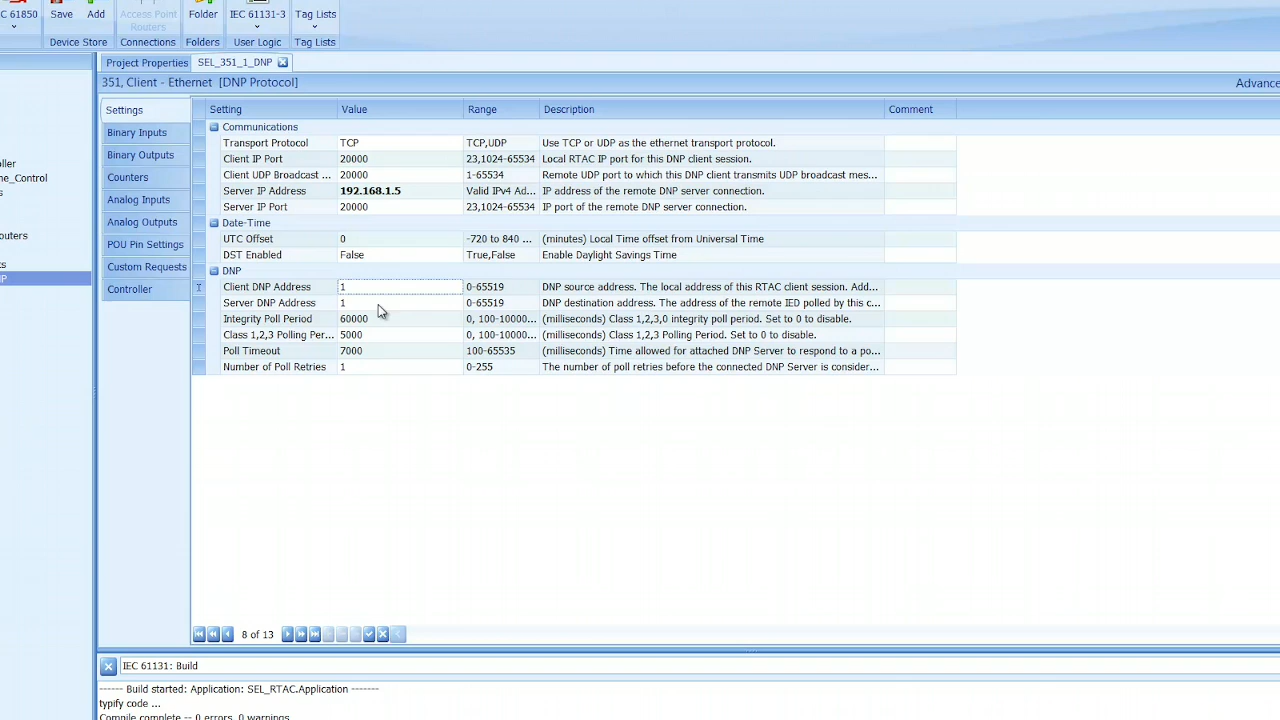 C 61850 Save Add Access Point Routers Folder IEC 61131-3 Tag Lists
Device Store Connections Folders User Logic Tag Lists
Project Properties SEL_351_1_DNP
351, Client - Ethernet [DNP Protocol] Advance
Settings Setting Value Range Description Comment
Communications
Transport Protocol TCP TCP,UDP Use TCP or UDP as the ethernet transport protocol.
Client IP Port 20000 23,1024-65534 Local RTAC IP port for this DNP client session.
Client UDP Broadcast ... 20000 1-65534 Remote UDP port to which this DNP client transmits UDP broadcast mes...
Server IP Address 192.168.1.5 Valid IPv4 Ad... IP address of the remote DNP server connection.
Server IP Port 20000 23,1024-65534 IP port of the remote DNP server connection.
Date-Time
UTC Offset 0 -720 to 840 ... (minutes) Local Time offset from Universal Time
DST Enabled False True,False Enable Daylight Savings Time
DNP
Client DNP Address 1 0-65519 DNP source address. The local address of this RTAC client session. Add...
Server DNP Address 1 0-65519 DNP destination address. The address of the remote IED polled by this c...
Integrity Poll Period 60000 0, 100-10000... (milliseconds) Class 1,2,3,0 integrity poll period. Set to 0 to disable.
Class 1,2,3 Polling Per... 5000 0, 100-10000... (milliseconds) Class 1,2,3 Polling Period. Set to 0 to disable.
Poll Timeout 7000 100-65535 (milliseconds) Time allowed for attached DNP Server to respond to a po...
Number of Poll Retries 1 0-255 The number of poll retries before the connected DNP Server is consider...
Binary Inputs
Binary Outputs
Counters
Analog Inputs
Analog Outputs
POU Pin Settings
Custom Requests
Controller
ller
ne_Control
s
outers
ts
P
8 of 13
IEC 61131: Build
------ Build started: Application: SEL_RTAC.Application -------
typify code ...
Compile complete -- 0 errors, 0 warnings